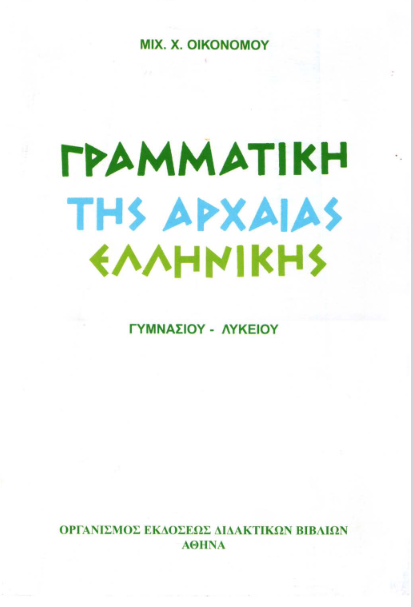 ΜΙΧ. Χ. ΟΙΚΟΝΟΜΟΥ
ΓΡΑΜΜΑΤΙΚΗ
ΤΗΣ ΑΡΧΑΙΑΣ
ΕΛΛΗΝΙΚΗΣ
ΓΥΜΝΑΣΙΟΥ - ΛΥΚΕΙΟΥ
ΟΡΓΑΝΙΣΜΟΣ ΕΚΔΟΣΕΩΣ ΔΙΔΑΚΤΙΚΩΝ ΒΙΒΛΙΩΝ
ΑΘΗΝΑ